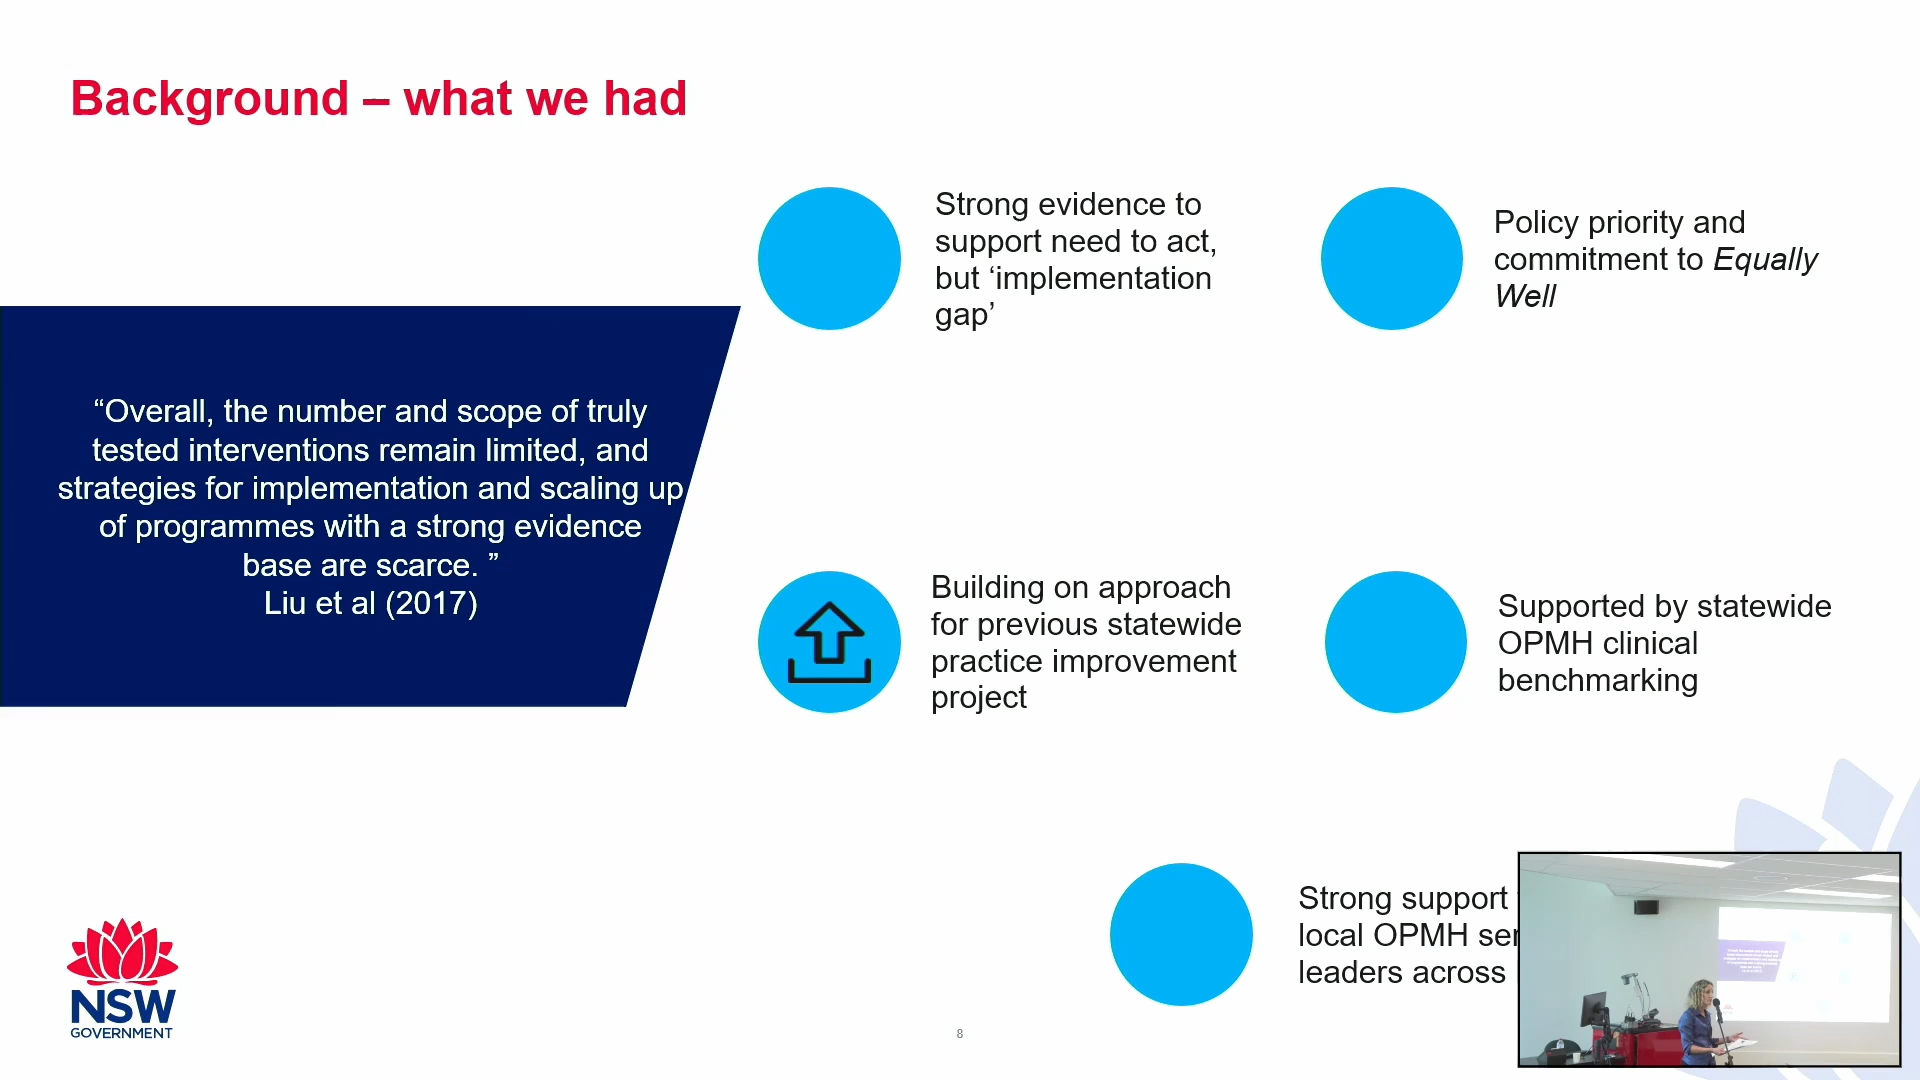 Background – what we had
Strong evidence to
support need to act,
but ‘implementation
gap’
Policy priority and
commitment to Equally
Well
“Overall, the number and scope of truly
tested interventions remain limited, and
strategies for implementation and scaling up
of programmes with a strong evidence
base are scarce. ”
Liu et al (2017)
Building on approach
for previous statewide
practice improvement
project
Supported by statewide
OPMH clinical
benchmarking
Strong support
local OPMH
leaders across
NSW
GOVERNMENT
8